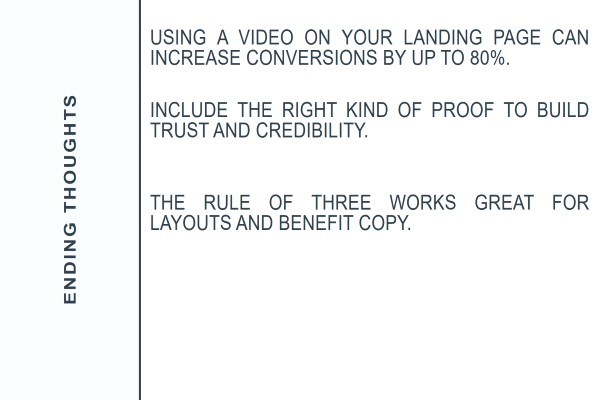 ENDING THOUGHTS
USING A VIDEO ON YOUR LANDING PAGE CAN
INCREASE CONVERSIONS BY UP TO 80%.
INCLUDE THE RIGHT KIND OF PROOF TO BUILD
TRUST AND CREDIBILITY.
THE RULE OF THREE WORKS GREAT FOR
LAYOUTS AND BENEFIT COPY.